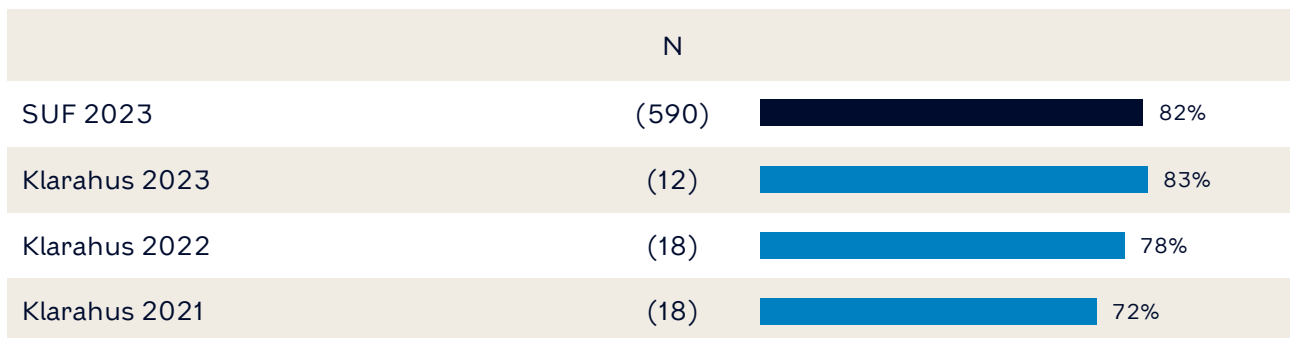 N
SUF 2023 (590) 82%
Klarahus 2023 (12) 83%
Klarahus 2022 (18) 78%
Klarahus 2021 (18) 72%